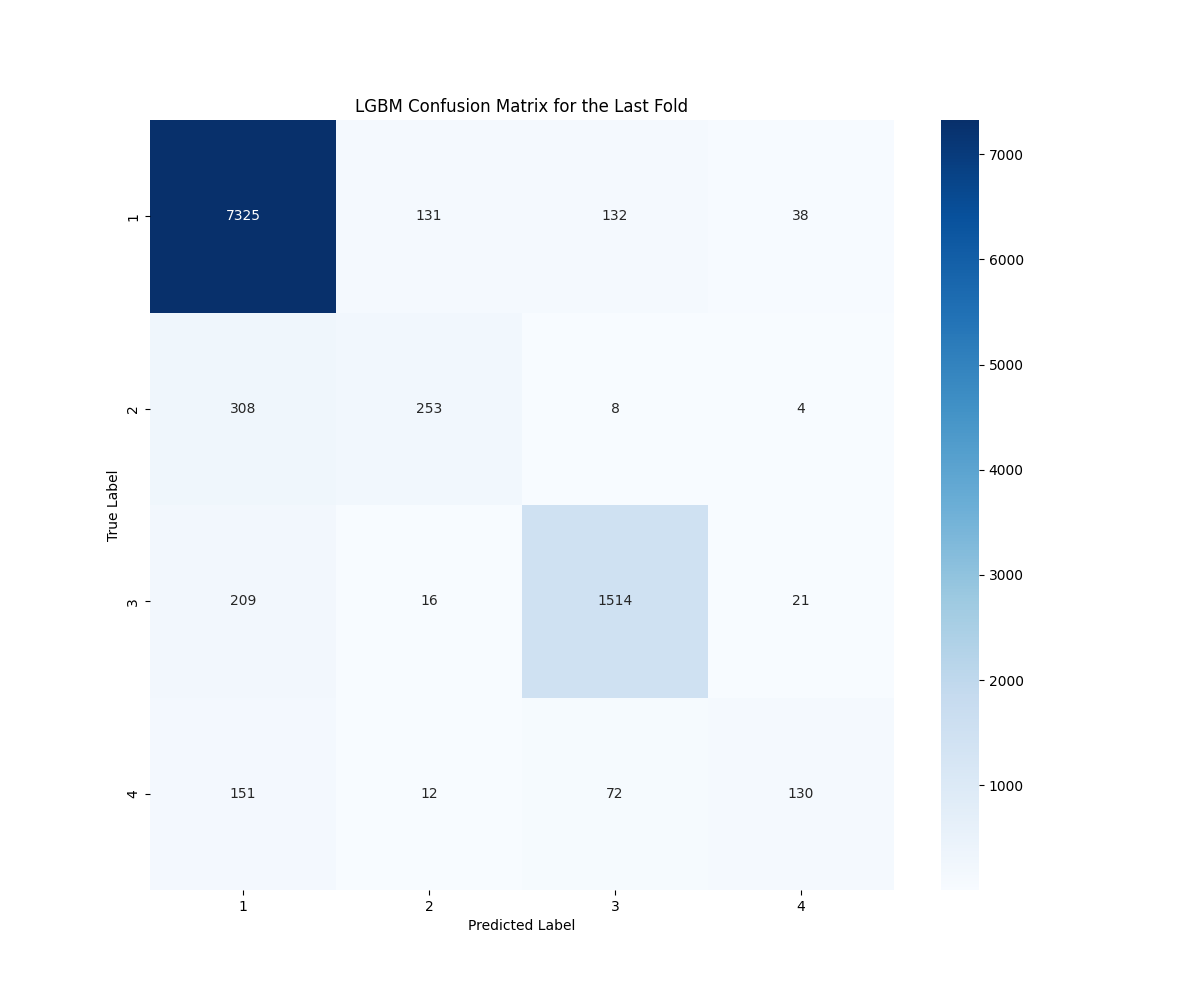 LGBM Confusion Matrix for the Last Fold
1 7325 131 132 38
2 308 253 8 4
3 209 16 1514 21
4 151 12 72 130
1 2 3 4
Predicted Label
True Label
7000
6000
5000
4000
3000
2000
1000